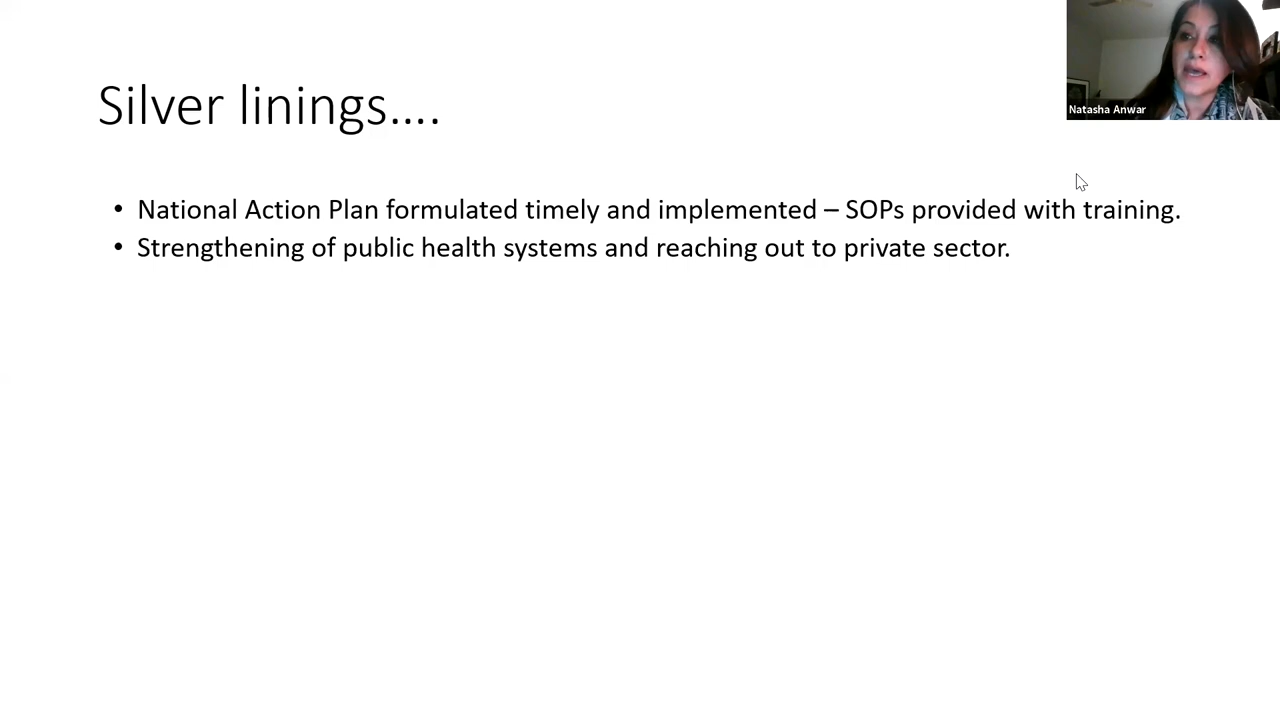 Silver linings....
Natasha Anwar
• National Action Plan formulated timely and implemented – SOPs provided with training.
• Strengthening of public health systems and reaching out to private sector.